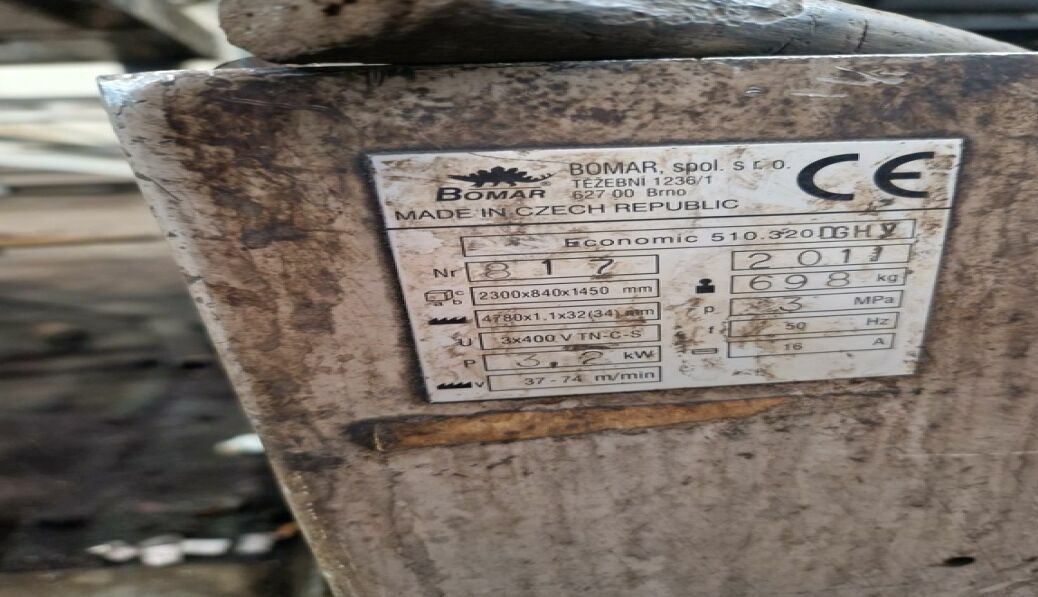 BOMAR
BOMAR, spol. s r.o.
TĚŽEBNÍ 1236/1
627 00 Brno
CE
MADE IN CZECH REPUBLIC
Economic 510.320 DGH
Nr 817
2011
c
a b
2300x840x1450 mm
698 kg
4780x1,1x32(34) mm
p 3 MPa
U 3x400 V TN-C-S
f 50 Hz
P 3.2 kW
16 A
v 37-74 m/min